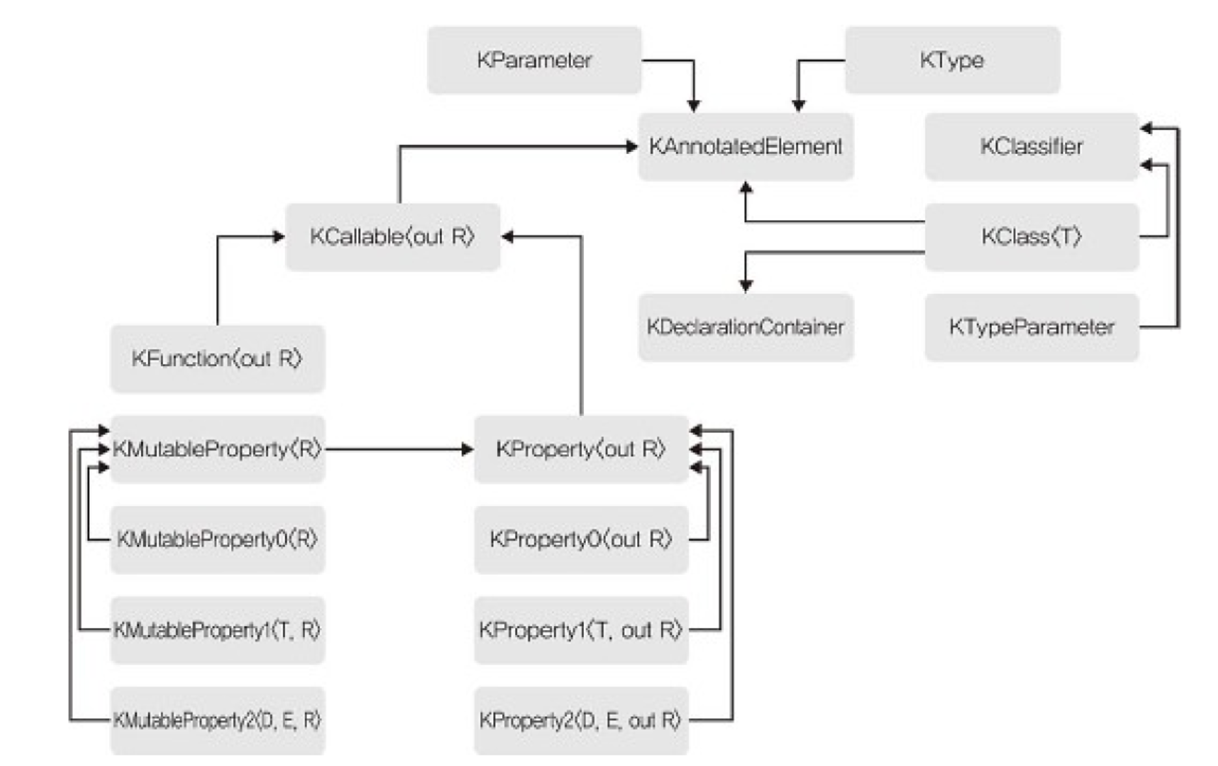 KParameter
KType
KAnnotatedElement
KClassifier
KCallable〈out R〉
KClass〈T〉
KDeclarationContainer
KTypeParameter
KFunction〈out R〉
KMutableProperty〈R〉
KProperty〈out R〉
KMutableProperty0〈R〉
KProperty0〈out R〉
KMutableProperty1〈T, R〉
KProperty1〈T, out R〉
KMutableProperty2〈D, E, R〉
KProperty2〈D, E, out R〉